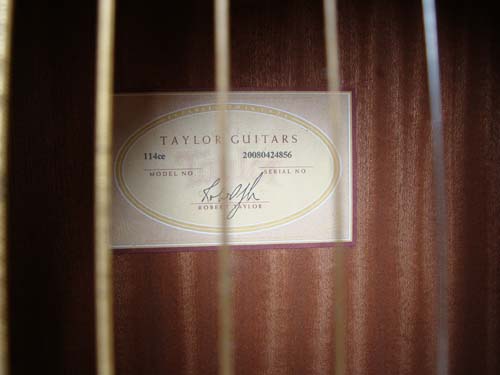 TAYLOR GUITARS
114ce 20080424856
MODEL NO SERIAL NO
ROBERT TAYLOR